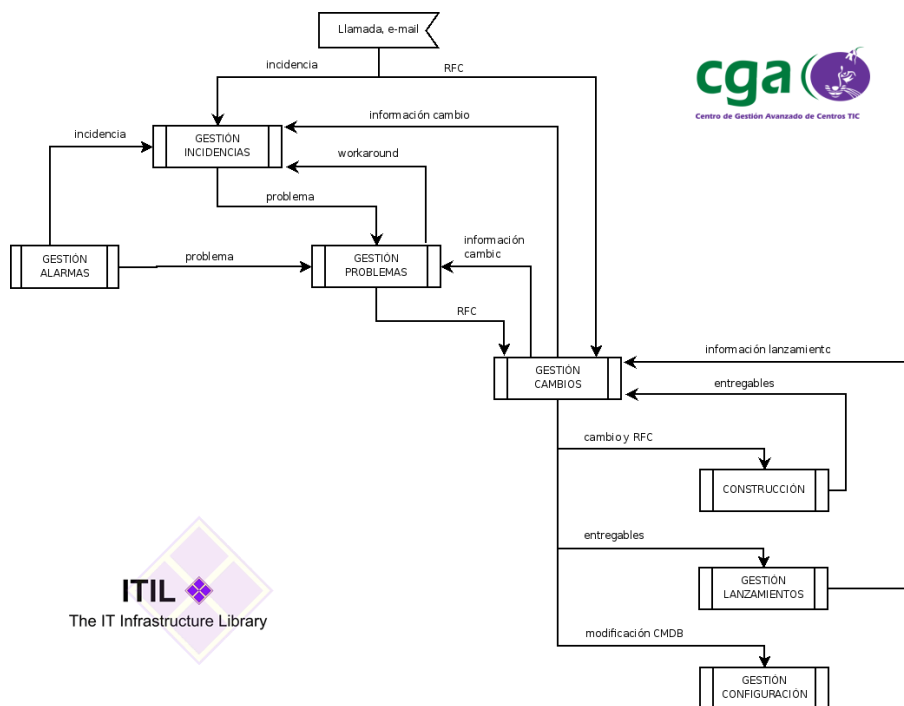 Llamada, e-mail
incidencia
RFC
cga
Centro de Gestión Avanzado de Centros TIC
información cambio
incidencia
GESTIÓN
INCIDENCIAS
workaround
problema
información
cambic
GESTIÓN
ALARMAS
problema
GESTIÓN
PROBLEMAS
RFC
información lanzamientc
GESTIÓN
CAMBIOS
entregables
cambio y RFC
CONSTRUCCIÓN
entregables
GESTIÓN
LANZAMIENTOS
ITIL
The IT Infrastructure Library
modificación CMDB
GESTIÓN
CONFIGURACIÓN